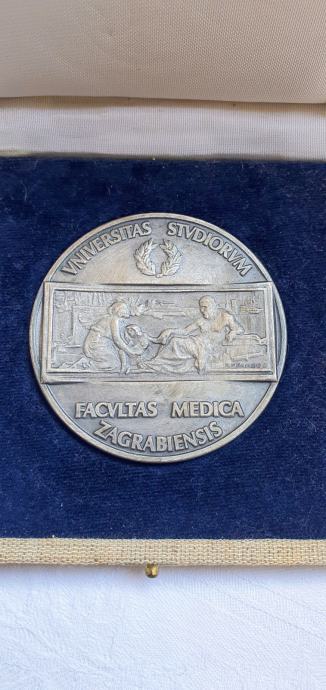 VNIVERSITAS STVDIORVM
FACVLTAS MEDICA
ZAGRABIENSIS